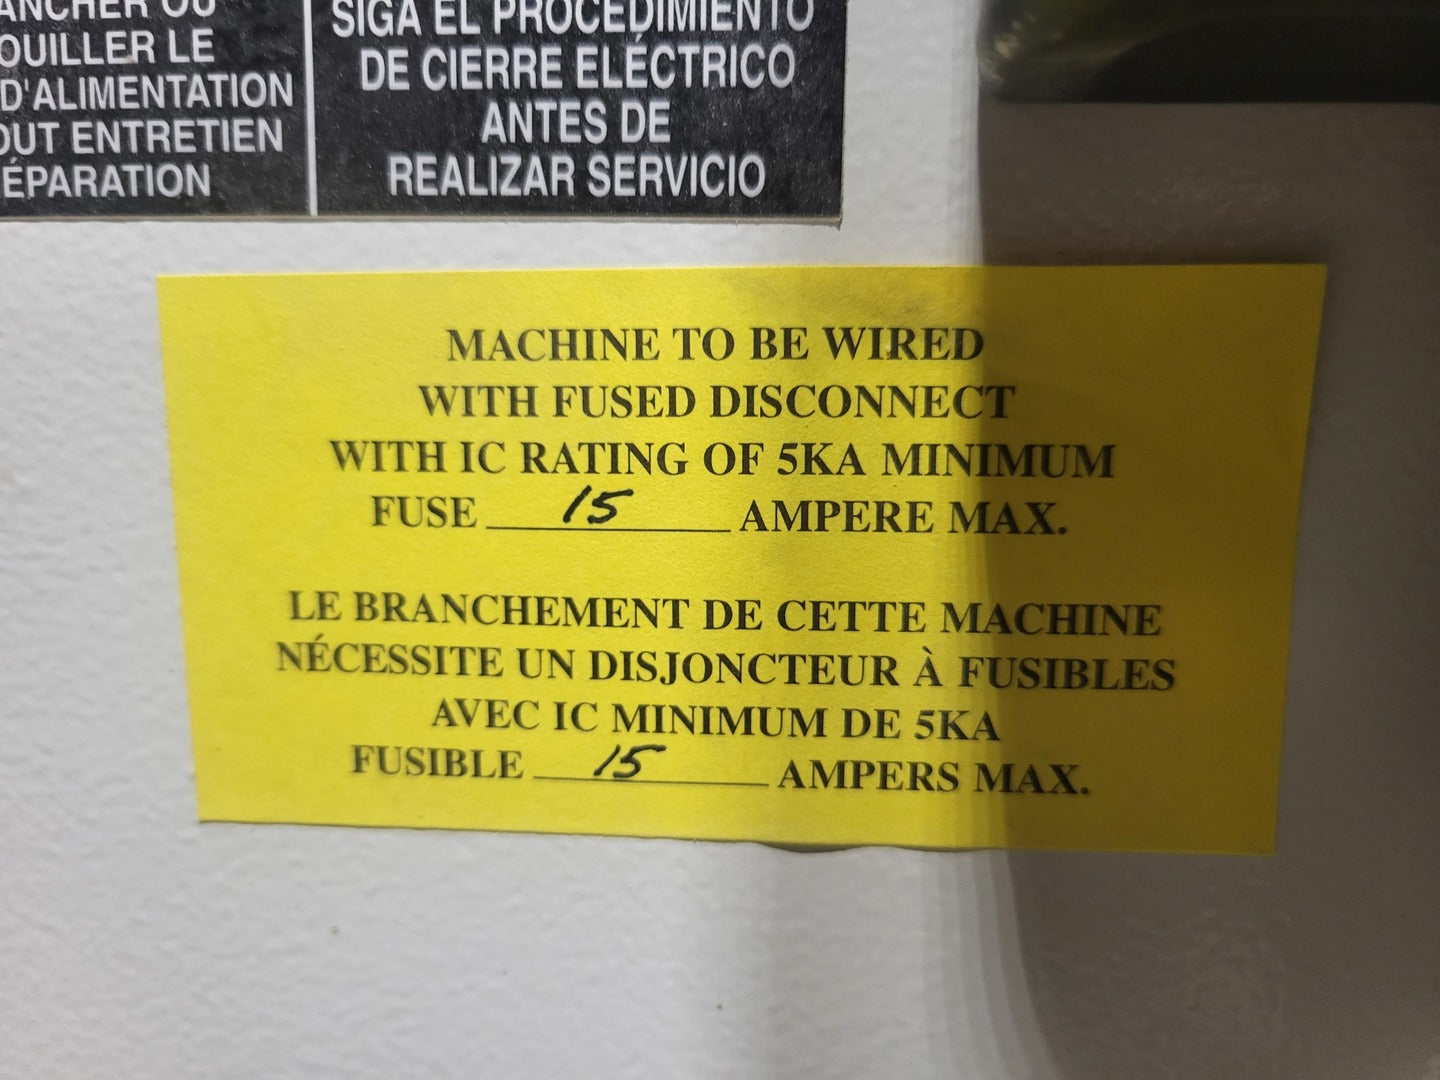 OUILLER LE
D'ALIMENTATION
OUT ENTRETIEN
ÉPARATION
SIGA EL PROCEDIMIENTO
DE CIERRE ELÉCTRICO
ANTES DE
REALIZAR SERVICIO
MACHINE TO BE WIRED
WITH FUSED DISCONNECT
WITH IC RATING OF 5KA MINIMUM
FUSE 15 AMPERE MAX.
LE BRANCHEMENT DE CETTE MACHINE
NÉCESSITE UN DISJONCTEUR À FUSIBLES
AVEC IC MINIMUM DE 5KA
FUSIBLE 15 AMPERS MAX.